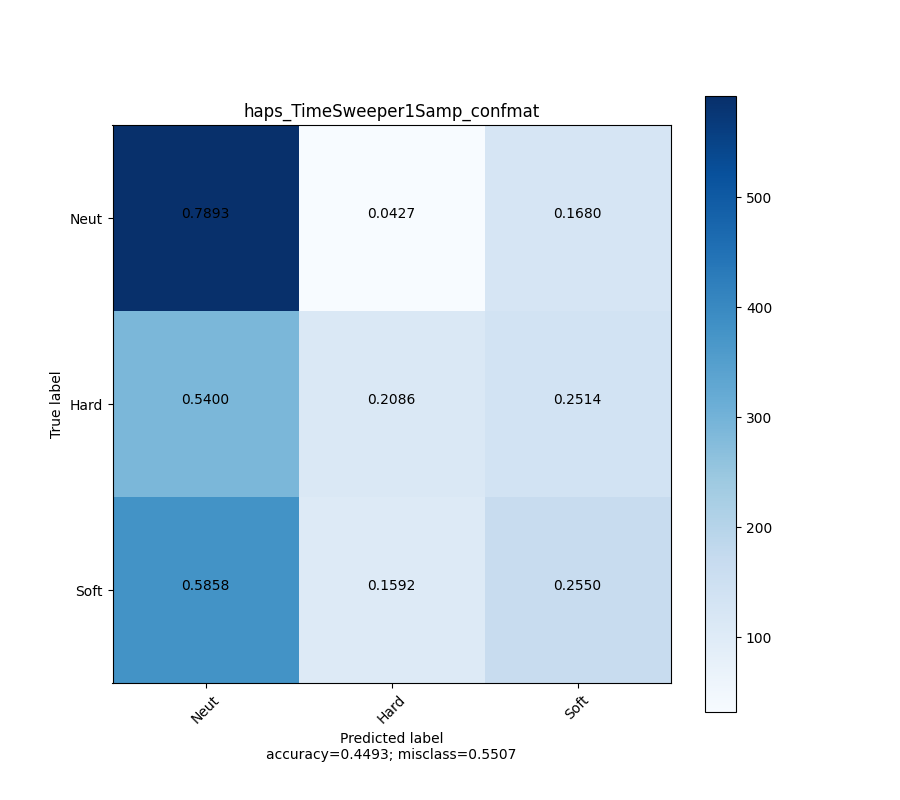 haps_TimeSweeper1Samp_confmat
Neut 0.7893 0.0427 0.1680
Hard 0.5400 0.2086 0.2514
Soft 0.5858 0.1592 0.2550
Neut Hard Soft
True label
Predicted label
accuracy=0.4493; misclass=0.5507
500
400
300
200
100